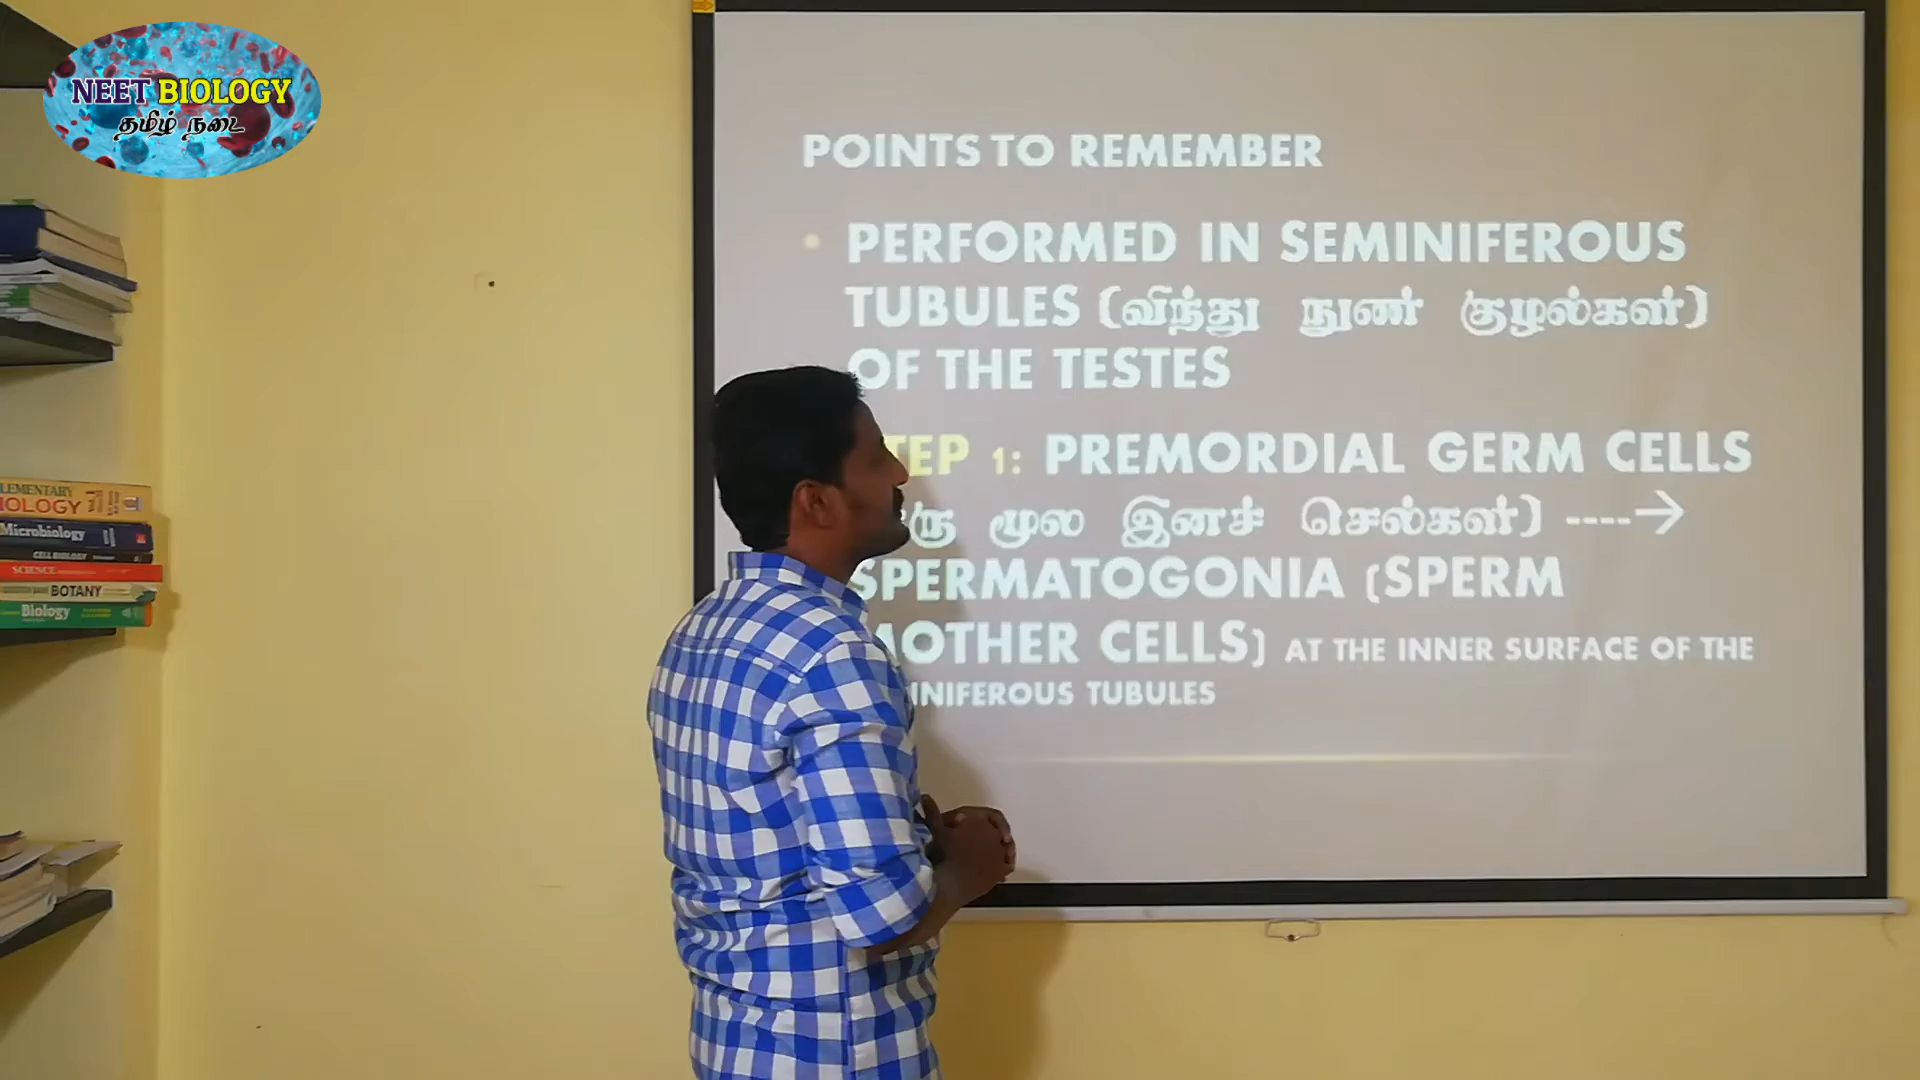 NEET BIOLOGY
தமிழ் நடை
POINTS TO REMEMBER
• PERFORMED IN SEMINIFEROUS
TUBULES (விந்து நுண் குழல்கள்)
OF THE TESTES
TEP 1: PREMORDIAL GERM CELLS
மூல இனச் செல்கள்) ---->
SPERMATOGONIA (SPERM
MOTHER CELLS) AT THE INNER SURFACE OF THE
INIFEROUS TUBULES
LEMENTARY
IOLOGY
Microbiology
CELL BIOLOGY
SCIENCE
BOTANY
Biology